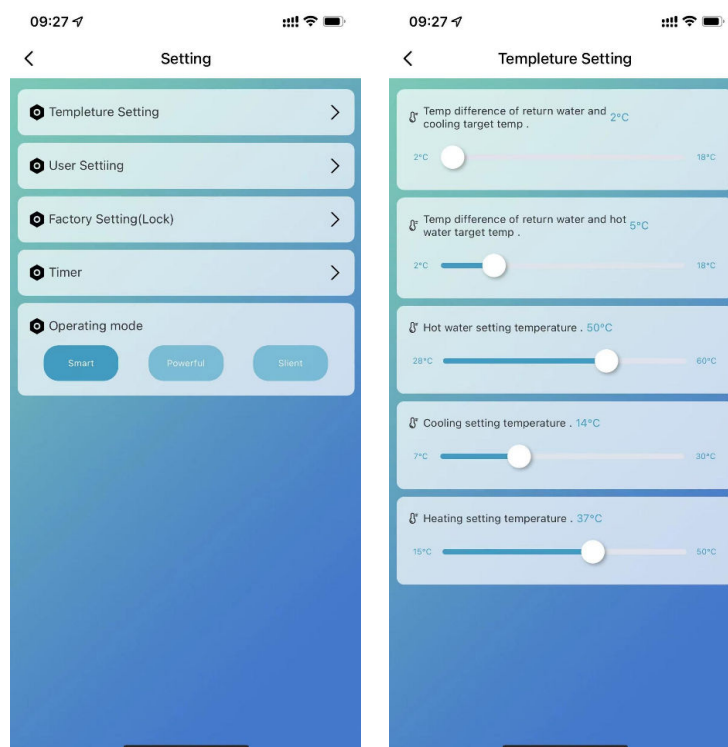 09:27
Setting
Templeture Setting
User Settiing
Factory Setting(Lock)
Timer
Operating mode
Smart Powerful Slient
09:27
Templeture Setting
Temp difference of return water and 2°C
cooling target temp .
2°C 18°C
Temp difference of return water and hot 5°C
water target temp .
2°C 18°C
Hot water setting temperature . 50°C
28°C 60°C
Cooling setting temperature . 14°C
7°C 30°C
Heating setting temperature . 37°C
15°C 50°C